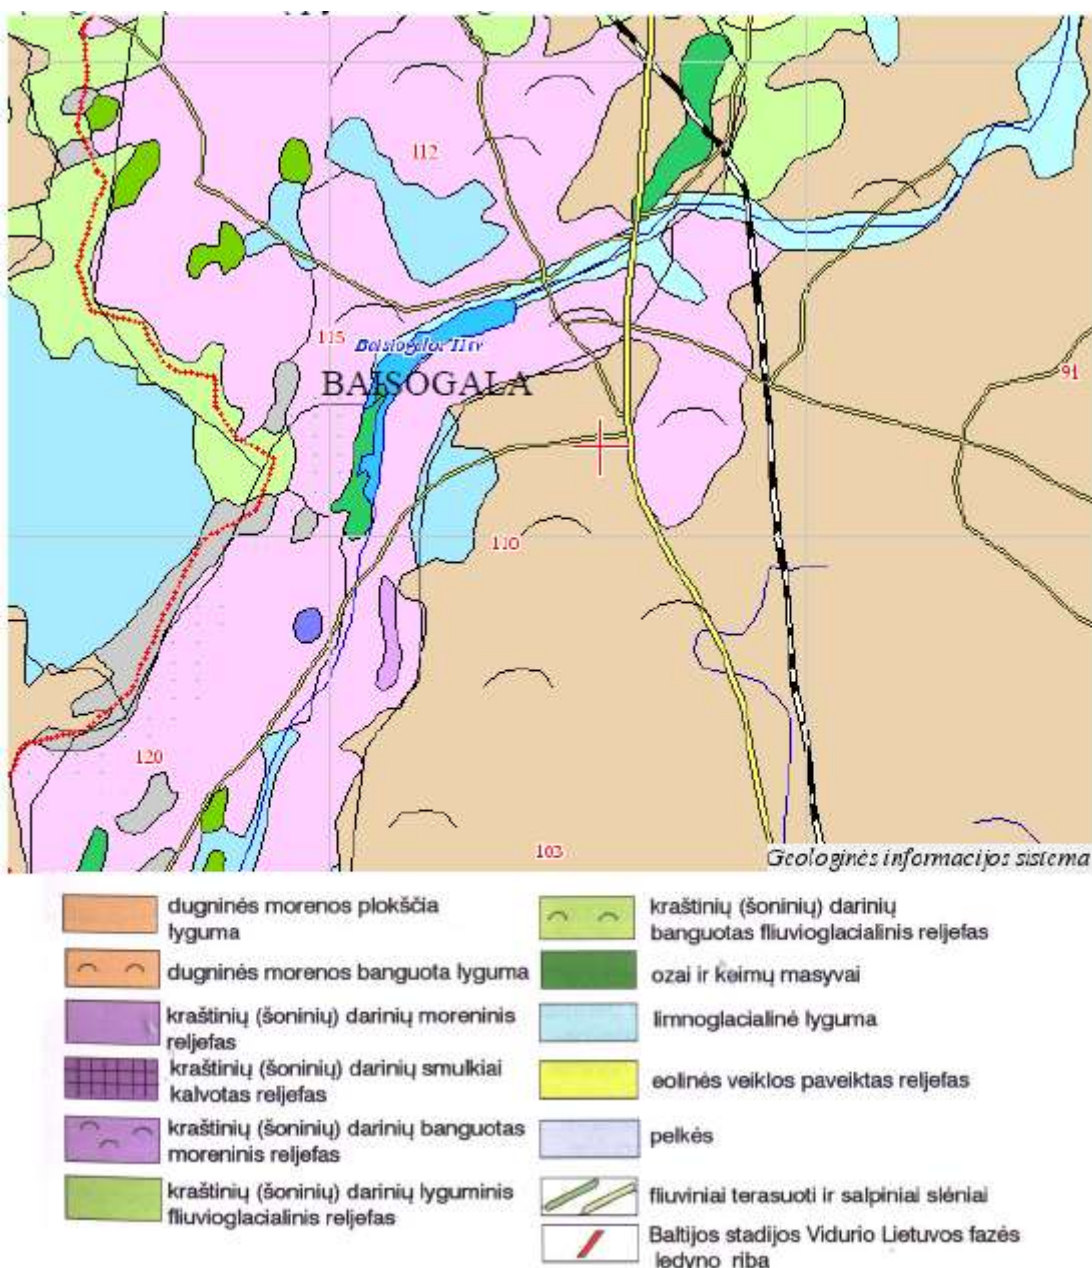 112
115
Baisiogalos II tv
BAISOGALA
91
110
120
103
Geologinės informacijos sistema
dugninės morenos plokščia
lyguma
dugninės morenos banguota lyguma
kraštinių (šoninių) darinių moreninis
reljefas
kraštinių (šoninių) darinių smulkiai
kalvotas reljefas
kraštinių (šoninių) darinių banguotas
moreninis reljefas
kraštinių (šoninių) darinių lyguminis
fliuvioglacialinis reljefas
kraštinių (šoninių) darinių
banguotas fliuvioglacialinis reljefas
ozai ir keimų masyvai
limnoglacialinė lyguma
eolinės veiklos paveiktas reljefas
pelkės
fliuviniai terasuoti ir salpiniai slėniai
Baltijos stadijos Vidurio Lietuvos fazės
ledyno riba